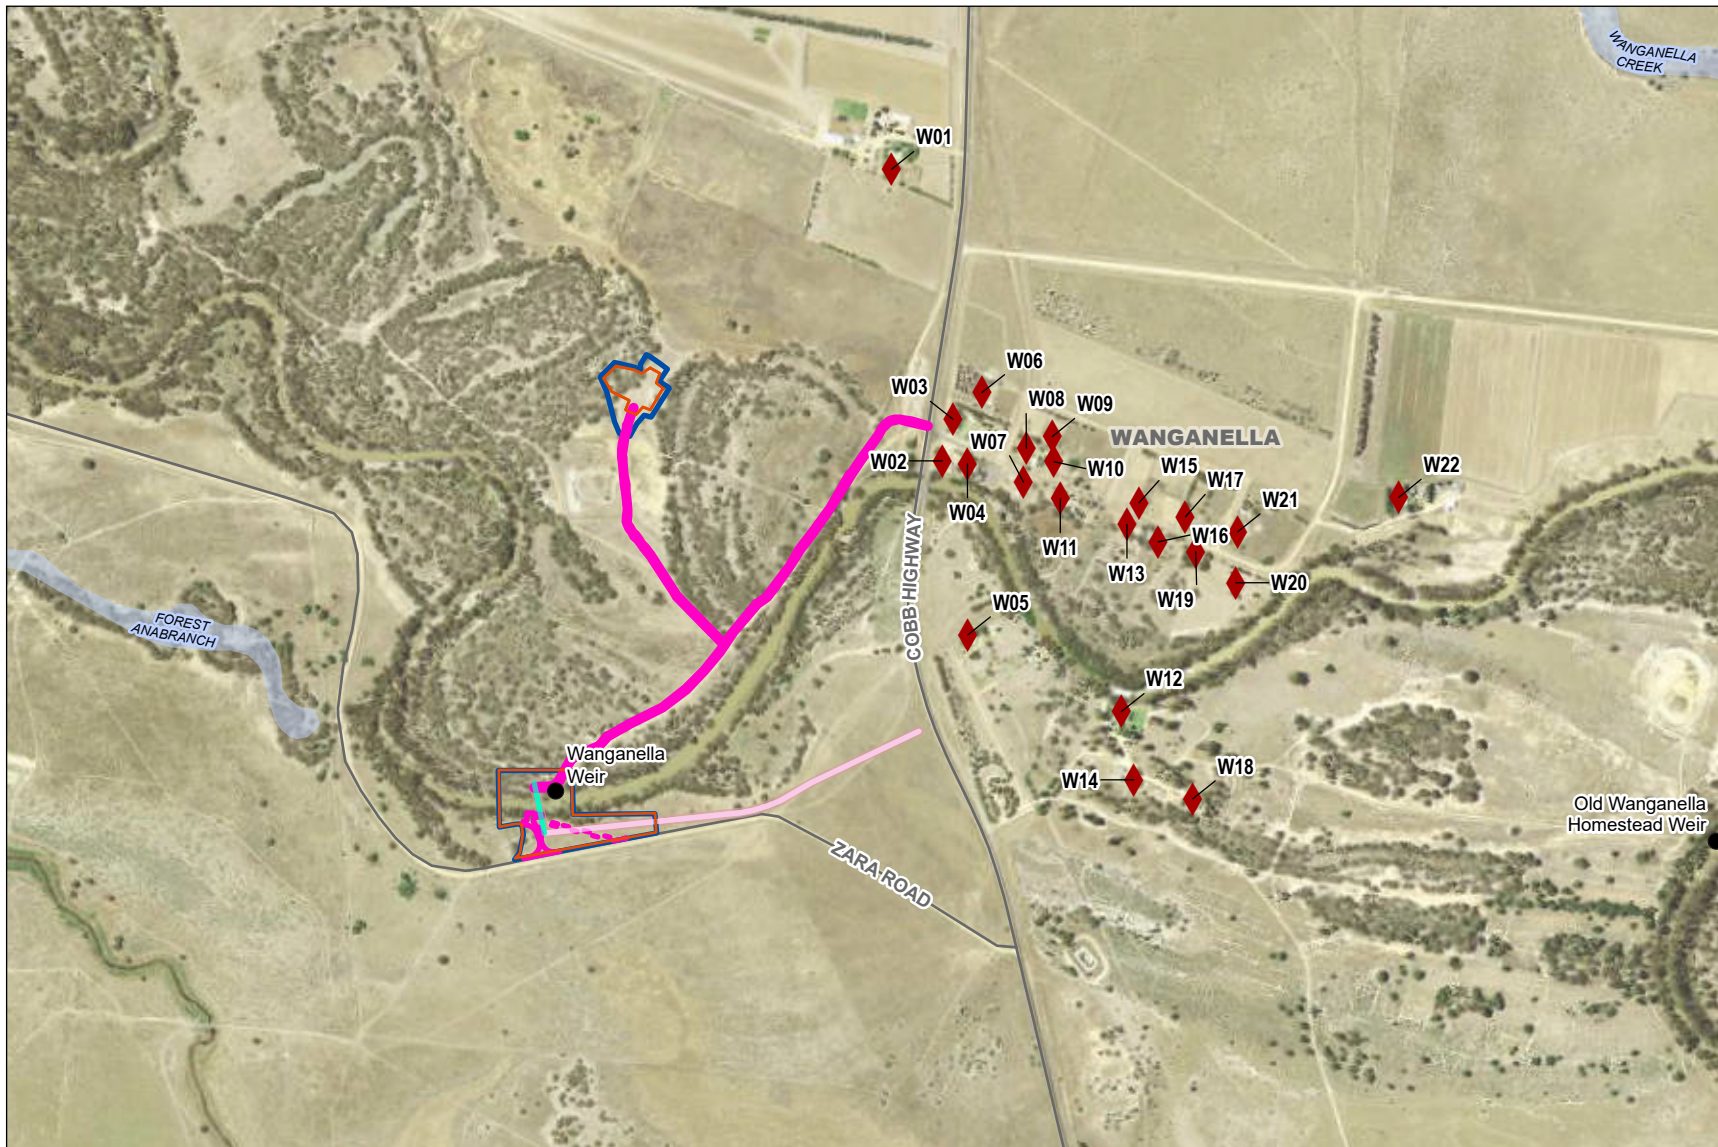 WANGANELLA
CREEK
W01
W06
W03
W08
W09
W07
WANGANELLA
W02
W10
W15
W17
W22
W21
W04
W11
W16
W13
W20
W19
FOREST
ANABRANCH
COBB HIGHWAY
W05
W12
Wanganella
Weir
W14
W18
Old Wanganella
Homestead Weir
ZARA ROAD